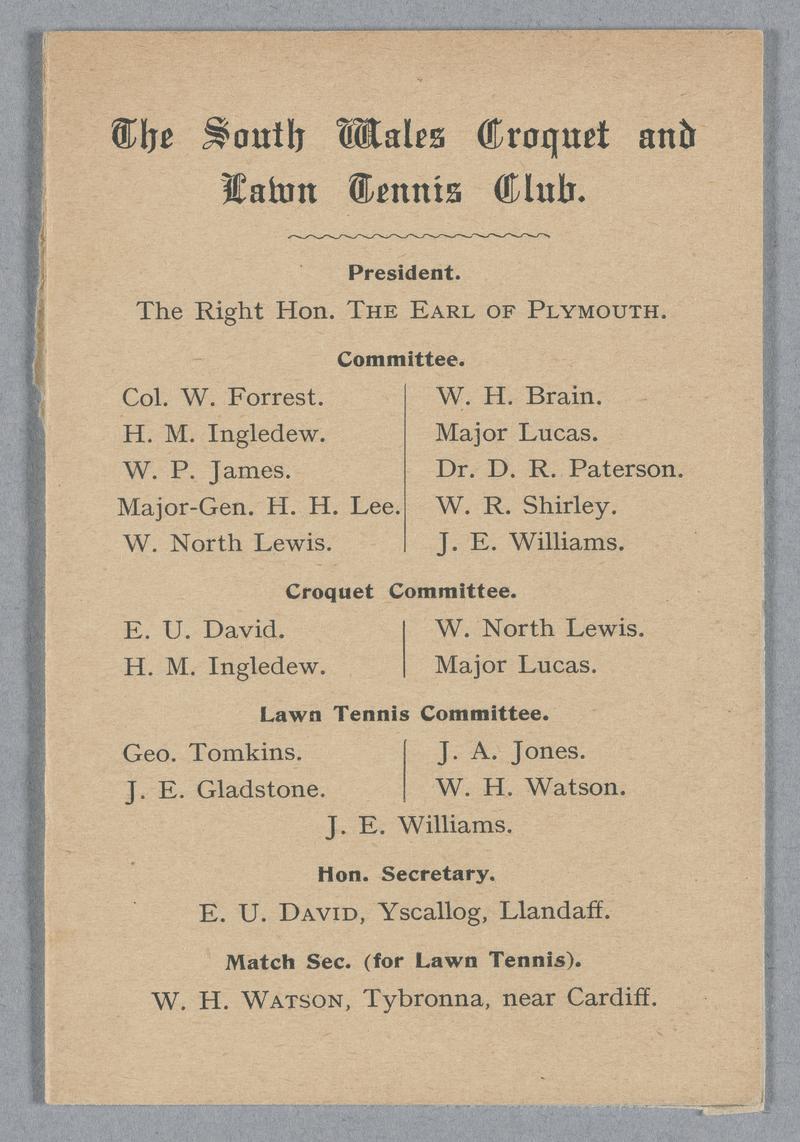 The South Wales Croquet and
Lawn Tennis Club.
President.
The Right Hon. The Earl of Plymouth.
Committee.
Col. W. Forrest.
H. M. Ingledew.
W. P. James.
Major-Gen. H. H. Lee.
W. North Lewis.
W. H. Brain.
Major Lucas.
Dr. D. R. Paterson.
W. R. Shirley.
J. E. Williams.
Croquet Committee.
E. U. David.
H. M. Ingledew.
W. North Lewis.
Major Lucas.
Lawn Tennis Committee.
Geo. Tomkins.
J. E. Gladstone.
J. A. Jones.
W. H. Watson.
J. E. Williams.
Hon. Secretary.
E. U. David, Yscallog, Llandaff.
Match Sec. (for Lawn Tennis).
W. H. Watson, Tybronna, near Cardiff.